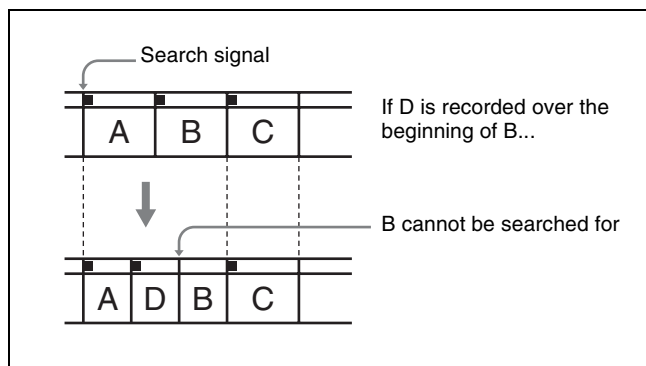 Search signal
A B C
If D is recorded over the
beginning of B...
B cannot be searched for
A D B C